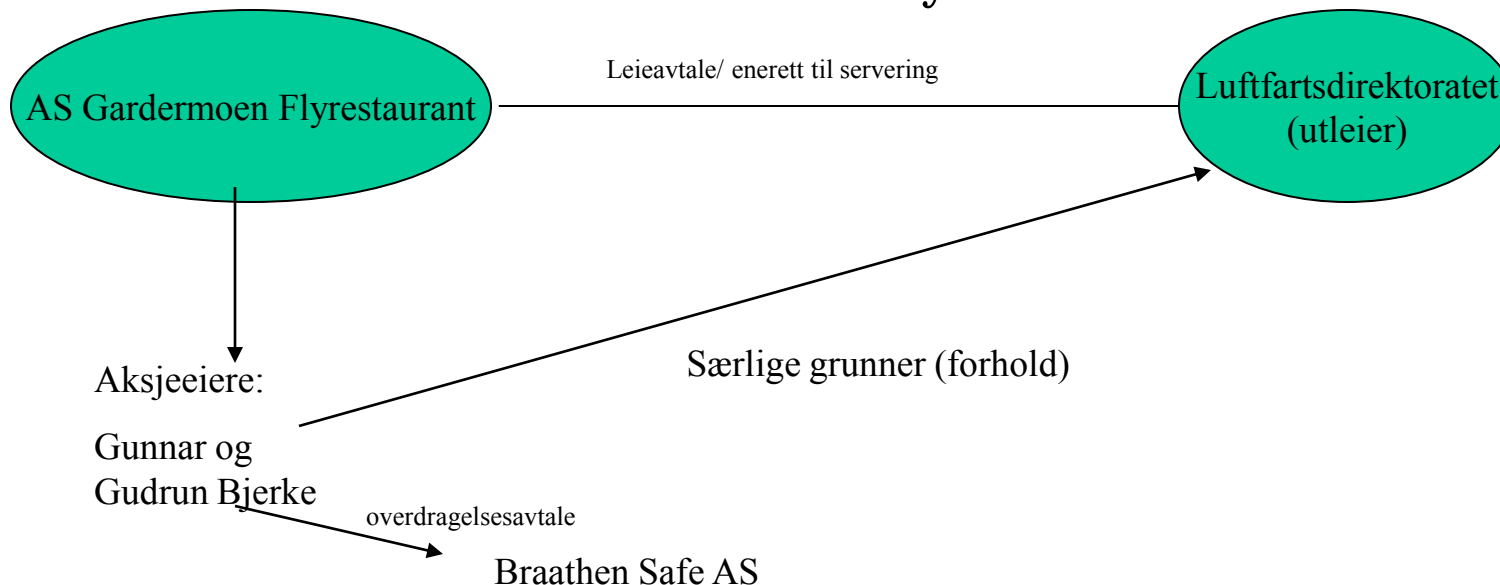 Leieavtale/ enerett til servering
AS Gardermoen Flyrestaurant
Luftfartsdirektoratet
(utleier)
Særlige grunner (forhold)
Aksjeeiere:
Gunnar og
Gudrun Bjerke
overdragelsesavtale
Braathen Safe AS